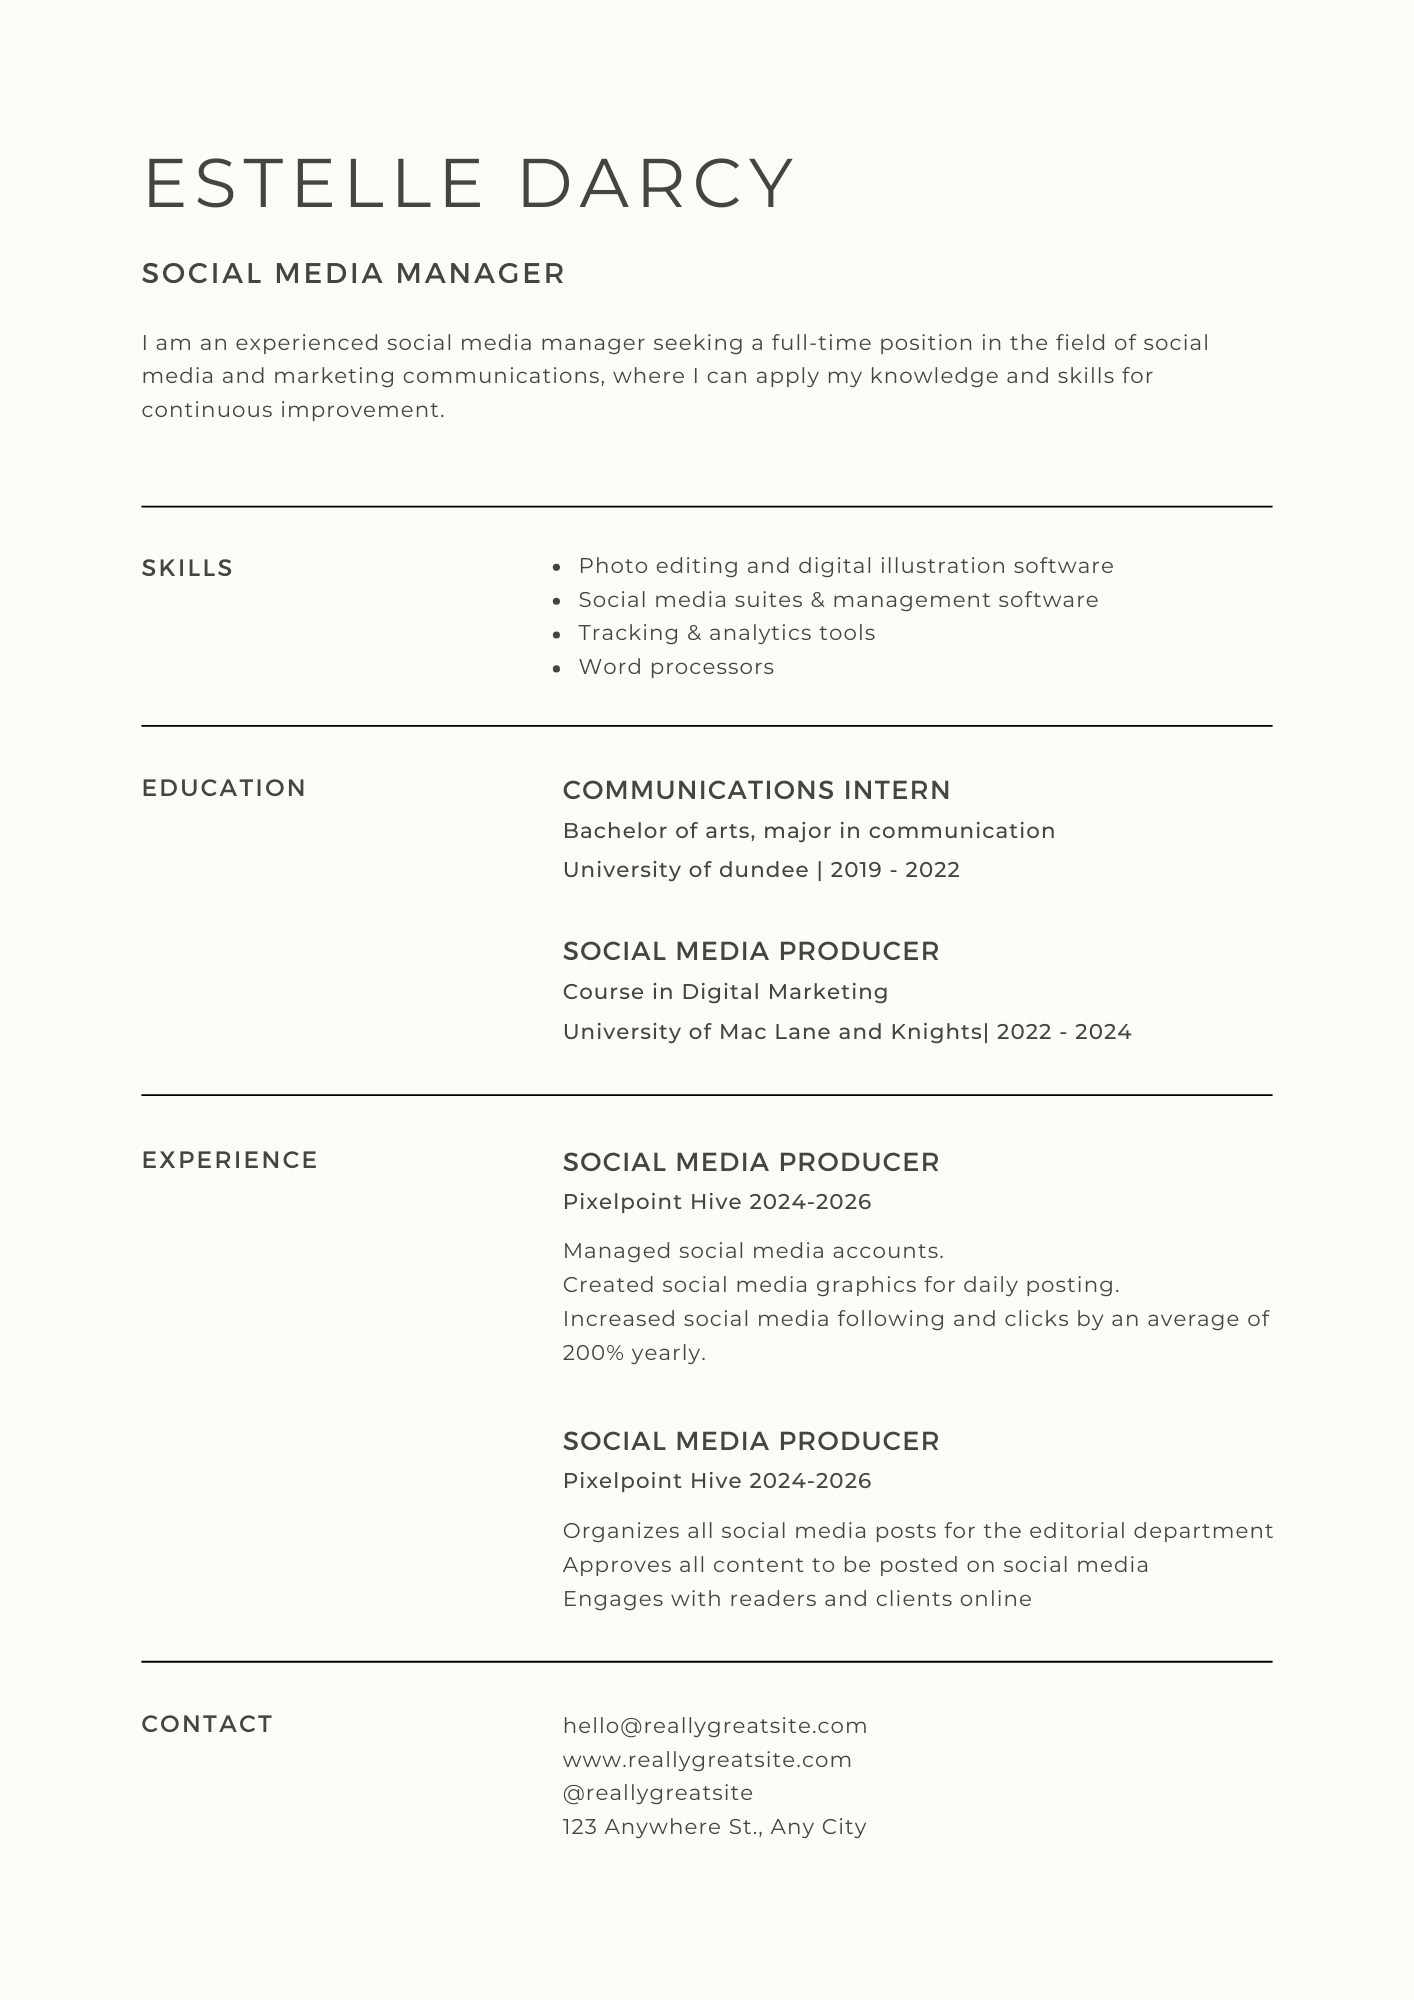 ESTELLE DARCY
SOCIAL MEDIA MANAGER
I am an experienced social media manager seeking a full-time position in the field of social
media and marketing communications, where I can apply my knowledge and skills for
continuous improvement.
SKILLS
• Photo editing and digital illustration software
• Social media suites & management software
• Tracking & analytics tools
• Word processors
EDUCATION
COMMUNICATIONS INTERN
Bachelor of arts, major in communication
University of dundee | 2019 - 2022
SOCIAL MEDIA PRODUCER
Course in Digital Marketing
University of Mac Lane and Knights| 2022 - 2024
EXPERIENCE
SOCIAL MEDIA PRODUCER
Pixelpoint Hive 2024-2026
Managed social media accounts.
Created social media graphics for daily posting.
Increased social media following and clicks by an average of
200% yearly.
SOCIAL MEDIA PRODUCER
Pixelpoint Hive 2024-2026
Organizes all social media posts for the editorial department
Approves all content to be posted on social media
Engages with readers and clients online
CONTACT
hello@reallygreatsite.com
www.reallygreatsite.com
@reallygreatsite
123 Anywhere St., Any City